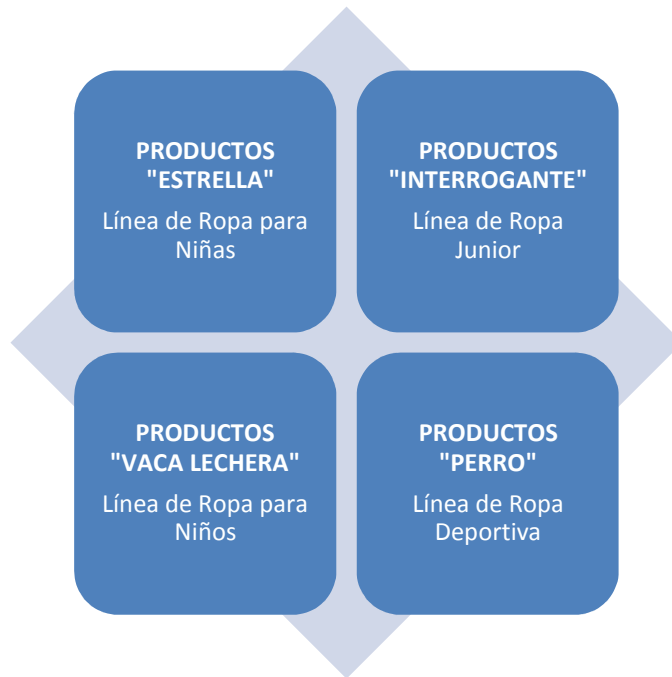 PRODUCTOS
"ESTRELLA"
Línea de Ropa para
Niñas
PRODUCTOS
"INTERROGANTE"
Línea de Ropa
Junior
PRODUCTOS
"VACA LECHERA"
Línea de Ropa para
Niños
PRODUCTOS
"PERRO"
Línea de Ropa
Deportiva